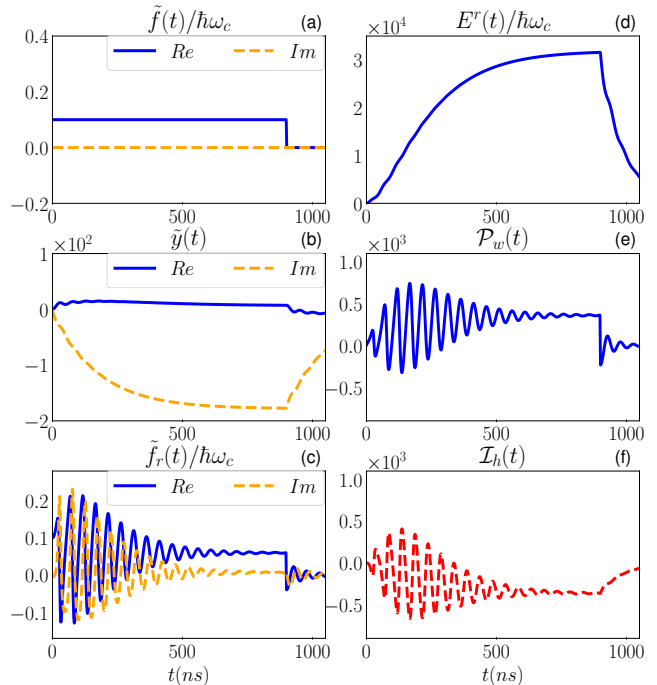 f̃(t)/ħω_c (a)
0.4
0.2
0.0
−0.2
Re Im
0 500 1000
E^r(t)/ħω_c (d)
×10^4
3
2
1
0
0 500 1000
ỹ(t) (b)
×10^2
1
0
−1
−2
Re Im
0 500 1000
P_w(t) (e)
×10^3
1.0
0.5
0.0
−0.5
0 500 1000
f̃_r(t)/ħω_c (c)
0.2
0.1
0.0
−0.1
Re Im
0 500 1000
t(ns)
I_h(t) (f)
×10^3
1.0
0.5
0.0
−0.5
0 500 1000
t(ns)